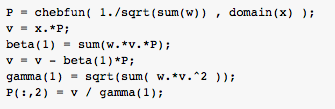 P = chebfun( 1./sqrt(sum(w)) , domain(x) );
v = x.*P;
beta(1) = sum(w.*v.*P);
v = v - beta(1)*P;
gamma(1) = sqrt(sum( w.*v.^2 ));
P(:,2) = v / gamma(1);